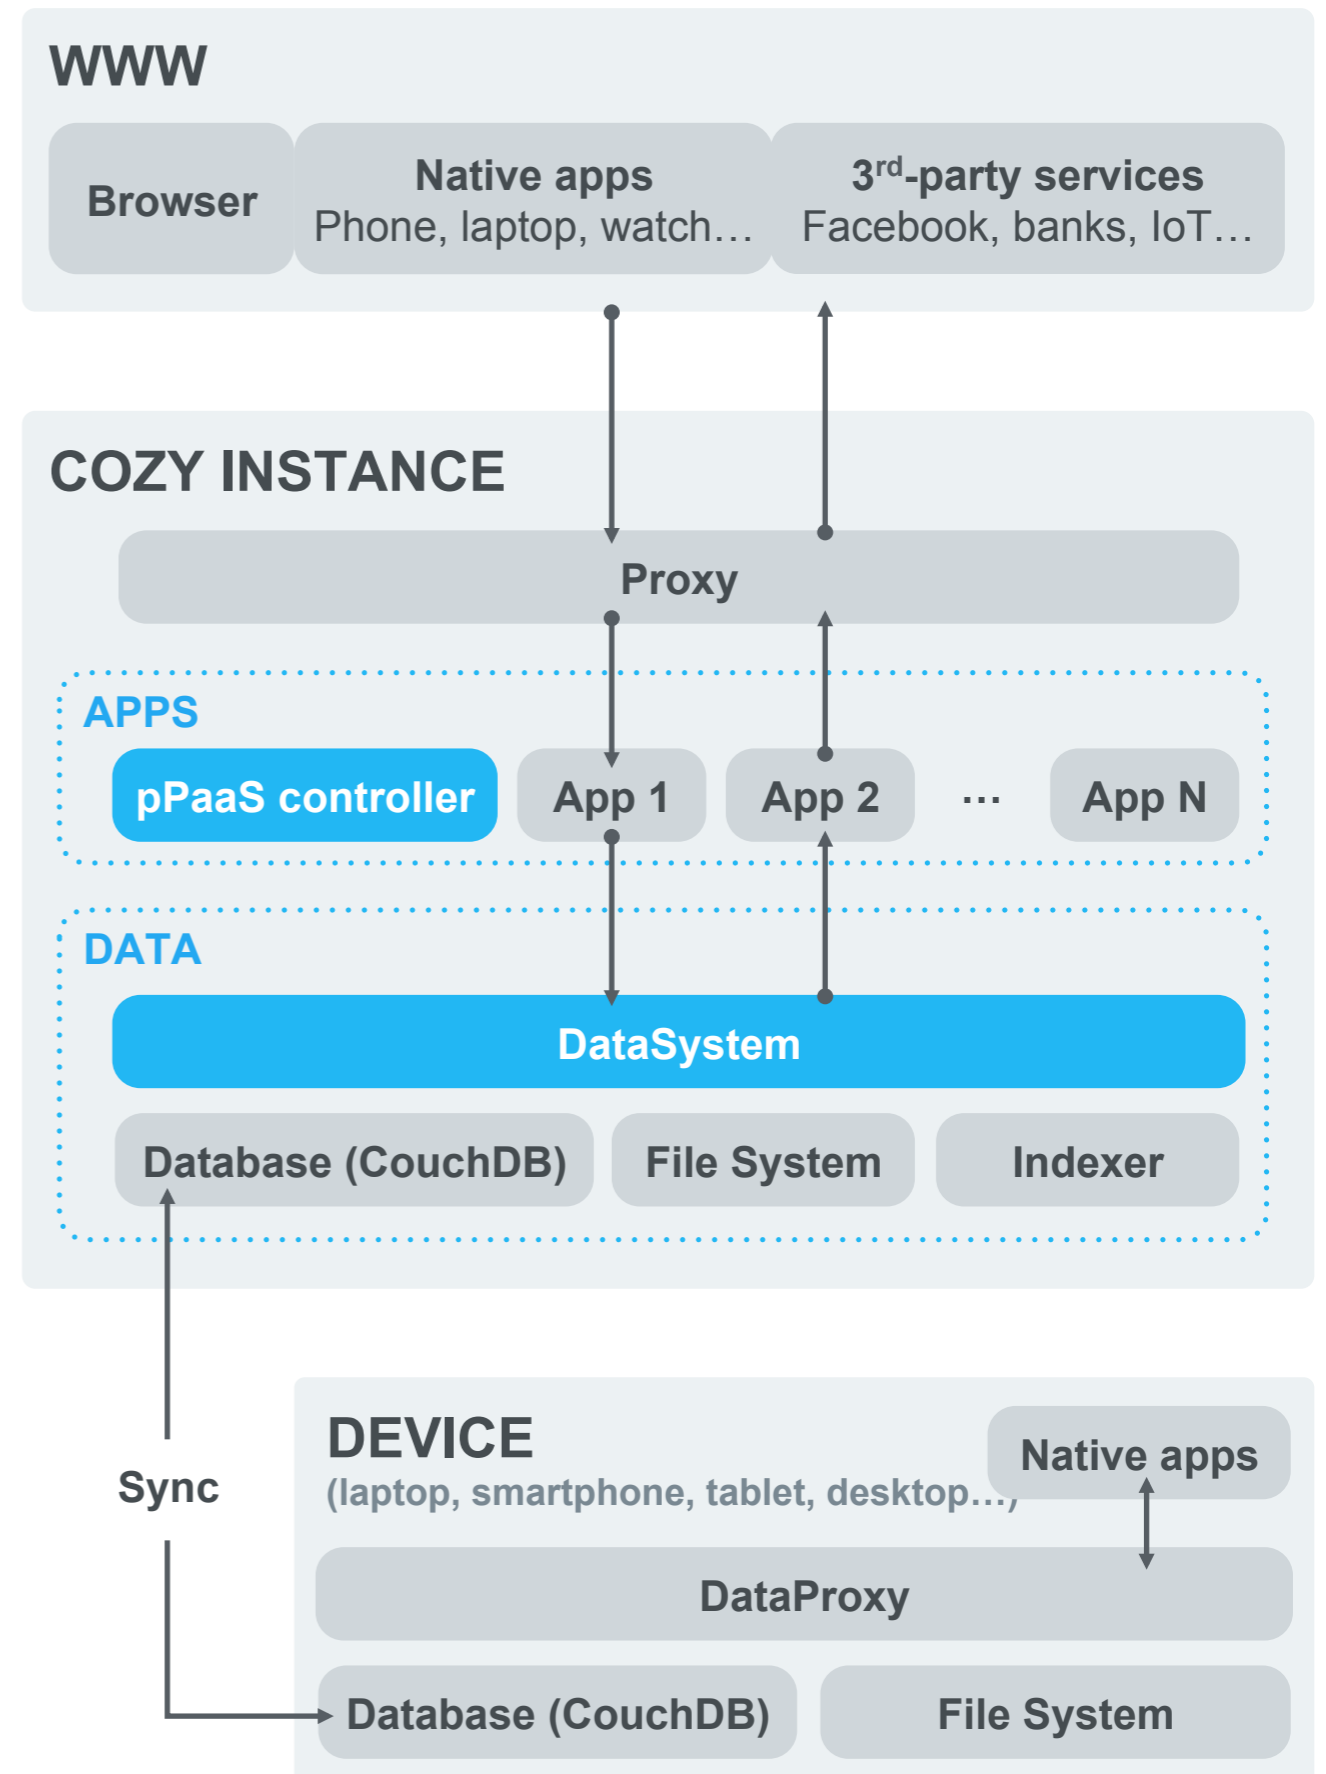 WWW
Browser
Native apps
Phone, laptop, watch…
3rd-party services
Facebook, banks, IoT…
COZY INSTANCE
Proxy
APPS
pPaaS controller
App 1
App 2
…
App N
DATA
DataSystem
Database (CouchDB)
File System
Indexer
Sync
DEVICE
(laptop, smartphone, tablet, desktop…)
Native apps
DataProxy
Database (CouchDB)
File System